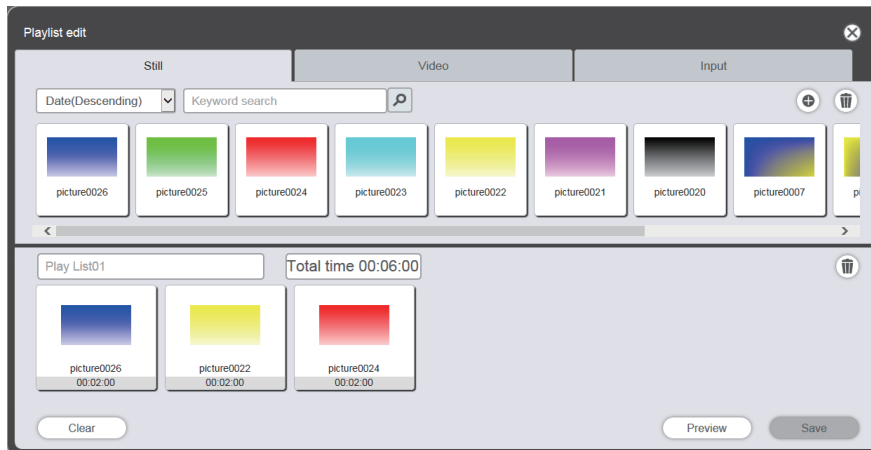 Playlist edit
Still Video Input
Date(Descending) Keyword search
picture0026 picture0025 picture0024 picture0023 picture0022 picture0021 picture0020 picture0007
Play List01 Total time 00:06:00
picture0026 picture0022 picture0024
00:02:00 00:02:00 00:02:00
Clear Preview Save